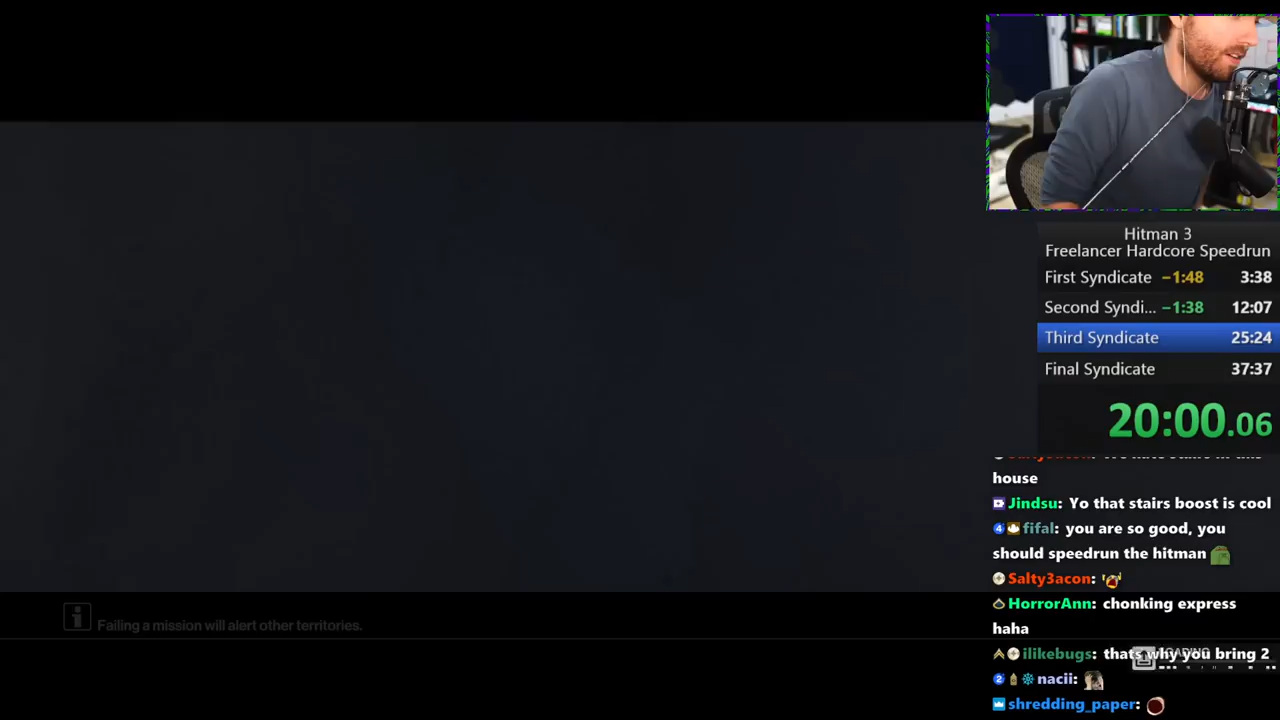 Hitman 3
Freelancer Hardcore Speedrun
First Syndicate −1:48 3:38
Second Syndi... −1:38 12:07
Third Syndicate 25:24
Final Syndicate 37:37
20:00.06
house
Jindsu: Yo that stairs boost is cool
4 fifal: you are so good, you
should speedrun the hitman
Salty3acon:
HorrorAnn: chonking express
haha
ilikebugs: thats why you bring 2
2 nacii:
shredding_paper:
i Failing a mission will alert other territories.
LOADING